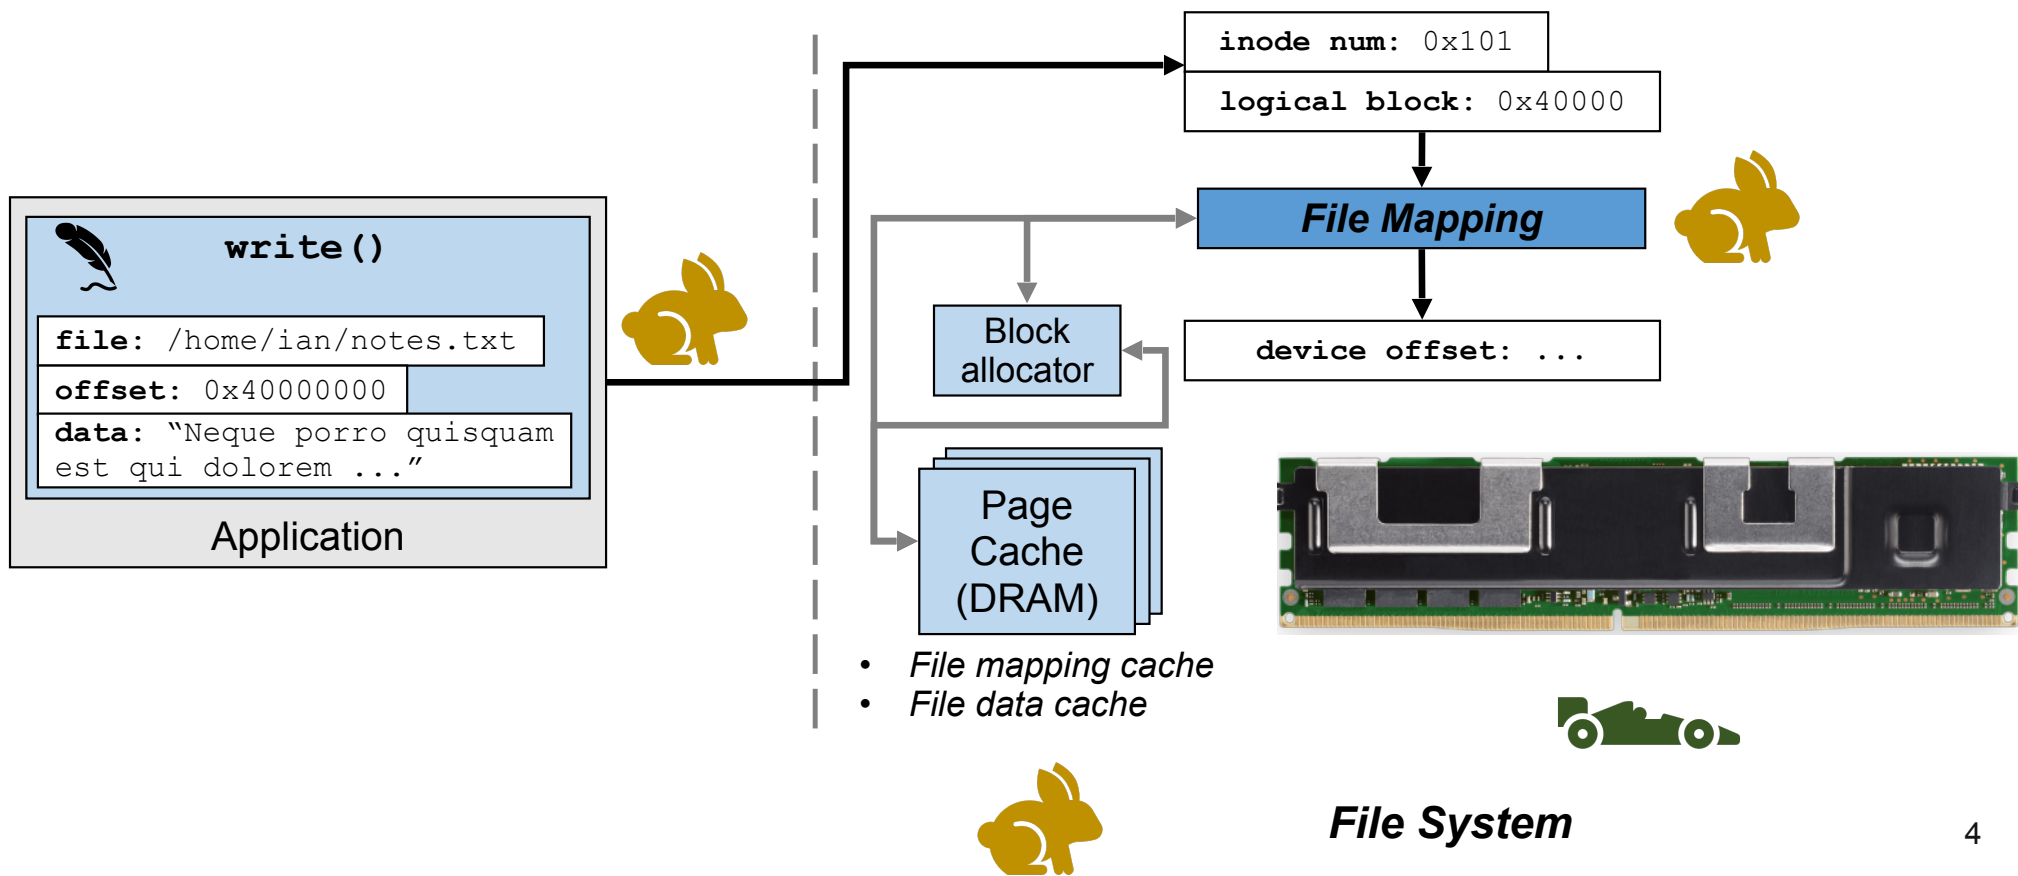 write()
file: /home/ian/notes.txt
offset: 0x40000000
data: “Neque porro quisquam
est qui dolorem ...”
Application
inode num: 0x101
logical block: 0x40000
File Mapping
device offset: ...
Block
allocator
Page
Cache
(DRAM)
• File mapping cache
• File data cache
File System
4